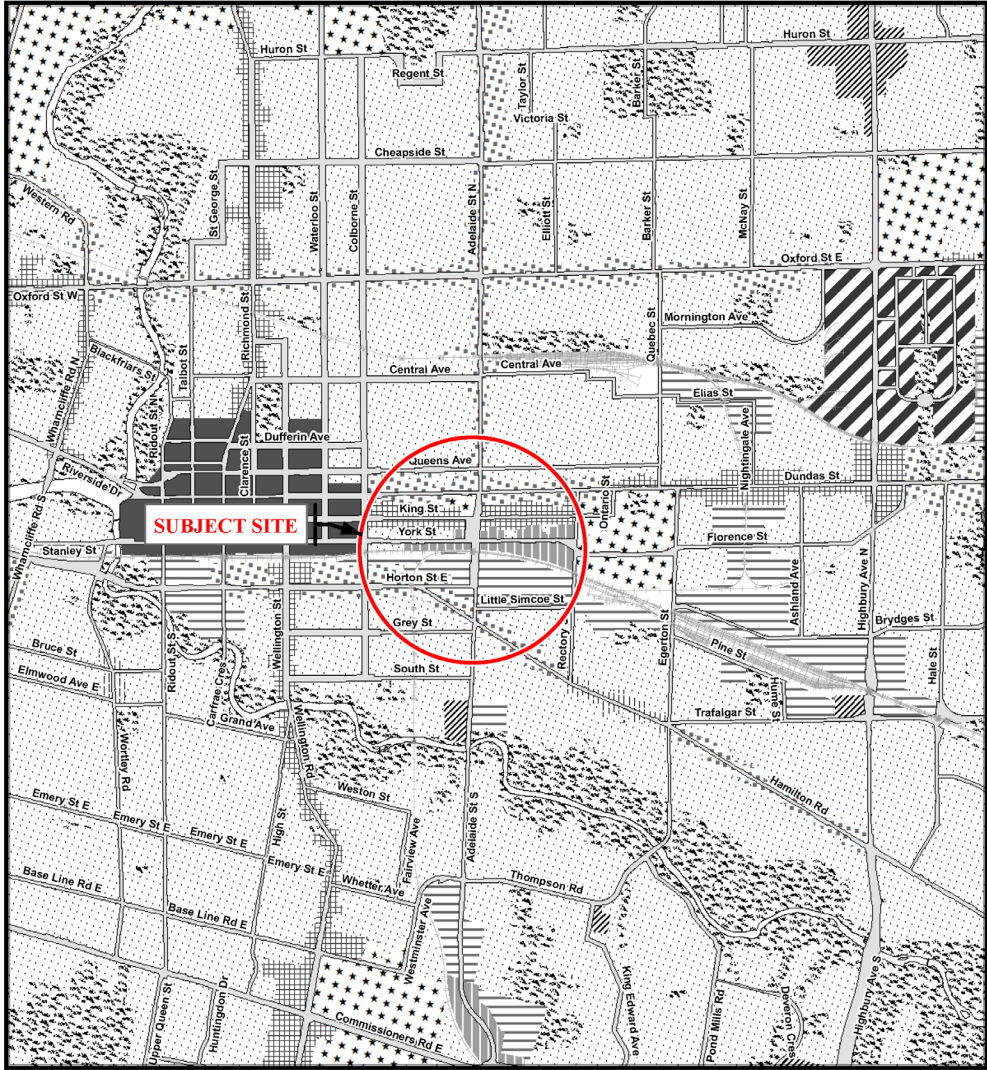 Huron St
Huron St
Regent St
Taylor St
Barker St
Victoria St
Cheapside St
St George St
Waterloo St
Colborne St
Adelaide St N
Elliott St
Barker St
McNay St
Western Rd
Oxford St E
Oxford St W
Richmond St
Quebec St
Mornington Ave
Blackfriars St
Talbot St
Central Ave
Central Ave
Elias St
Wharncliffe Rd N
Ridout St N
Clarence St
Dufferin Ave
Nightingale Ave
Queens Ave
Riverside Dr
Dundas St
Ontario St
King St
SUBJECT SITE
York St
Florence St
Wharncliffe Rd S
Stanley St
Horton St E
Ashland Ave
Highbury Ave N
Little Simcoe St
Wellington St
Grey St
Rectory S
Egerton St
Brydges St
Bruce St
Ridout St S
Pine St
Hale St
Elmwood Ave E
Carfrae Cres
South St
Hume St
Trafalgar St
Grand Ave
Wellington Rd
Wortley Rd
Weston St
Hamilton Rd
Emery St E
Emery St E
Emery St E
High St
Fairview Ave
Adelaide St S
Emery St E
Whetter Ave
Thompson Rd
Base Line Rd E
Base Line Rd E
Westminster Ave
Upper Queen St
Huntingdon Dr
Commissioners Rd E
King Edward Ave
Pond Mills Rd
Deveron Cres
Highbury Ave S